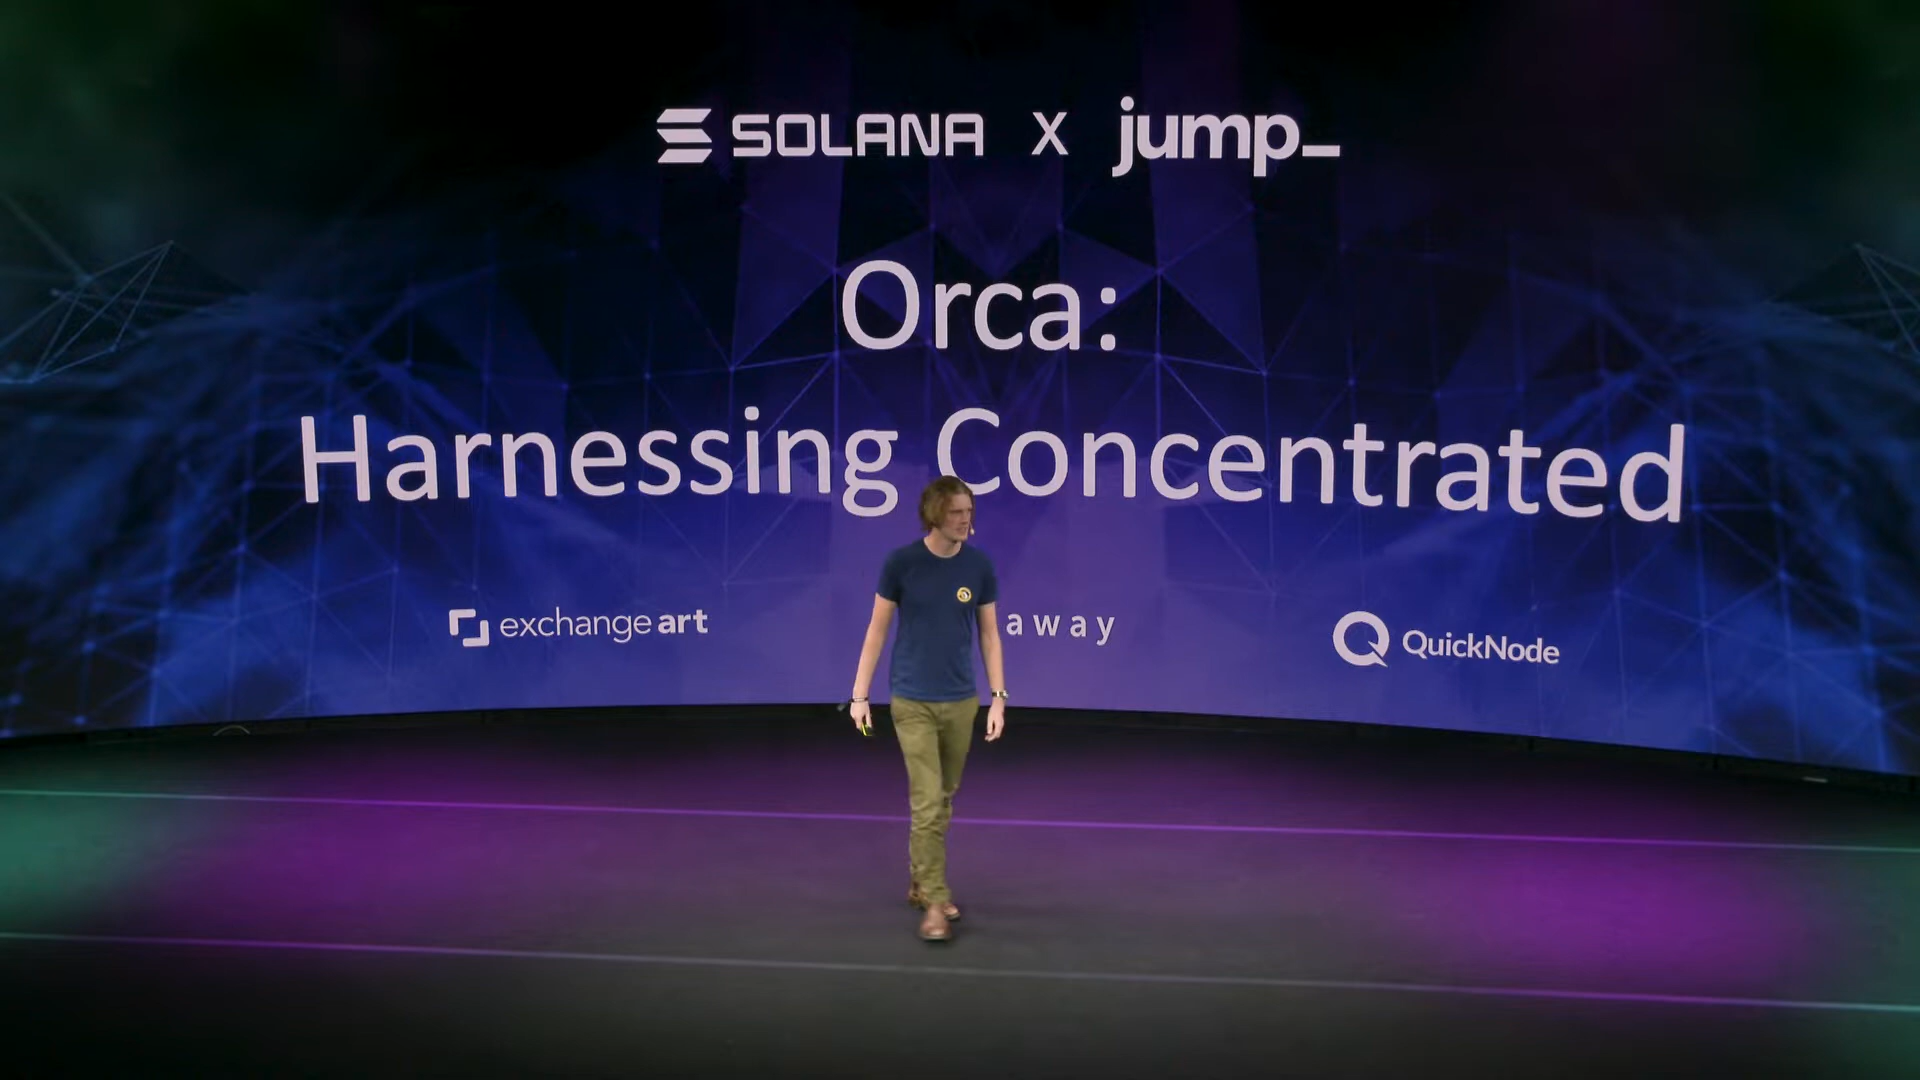 SOLANA X jump_
Orca:
Harnessing Concentrated
exchange art
away
QuickNode